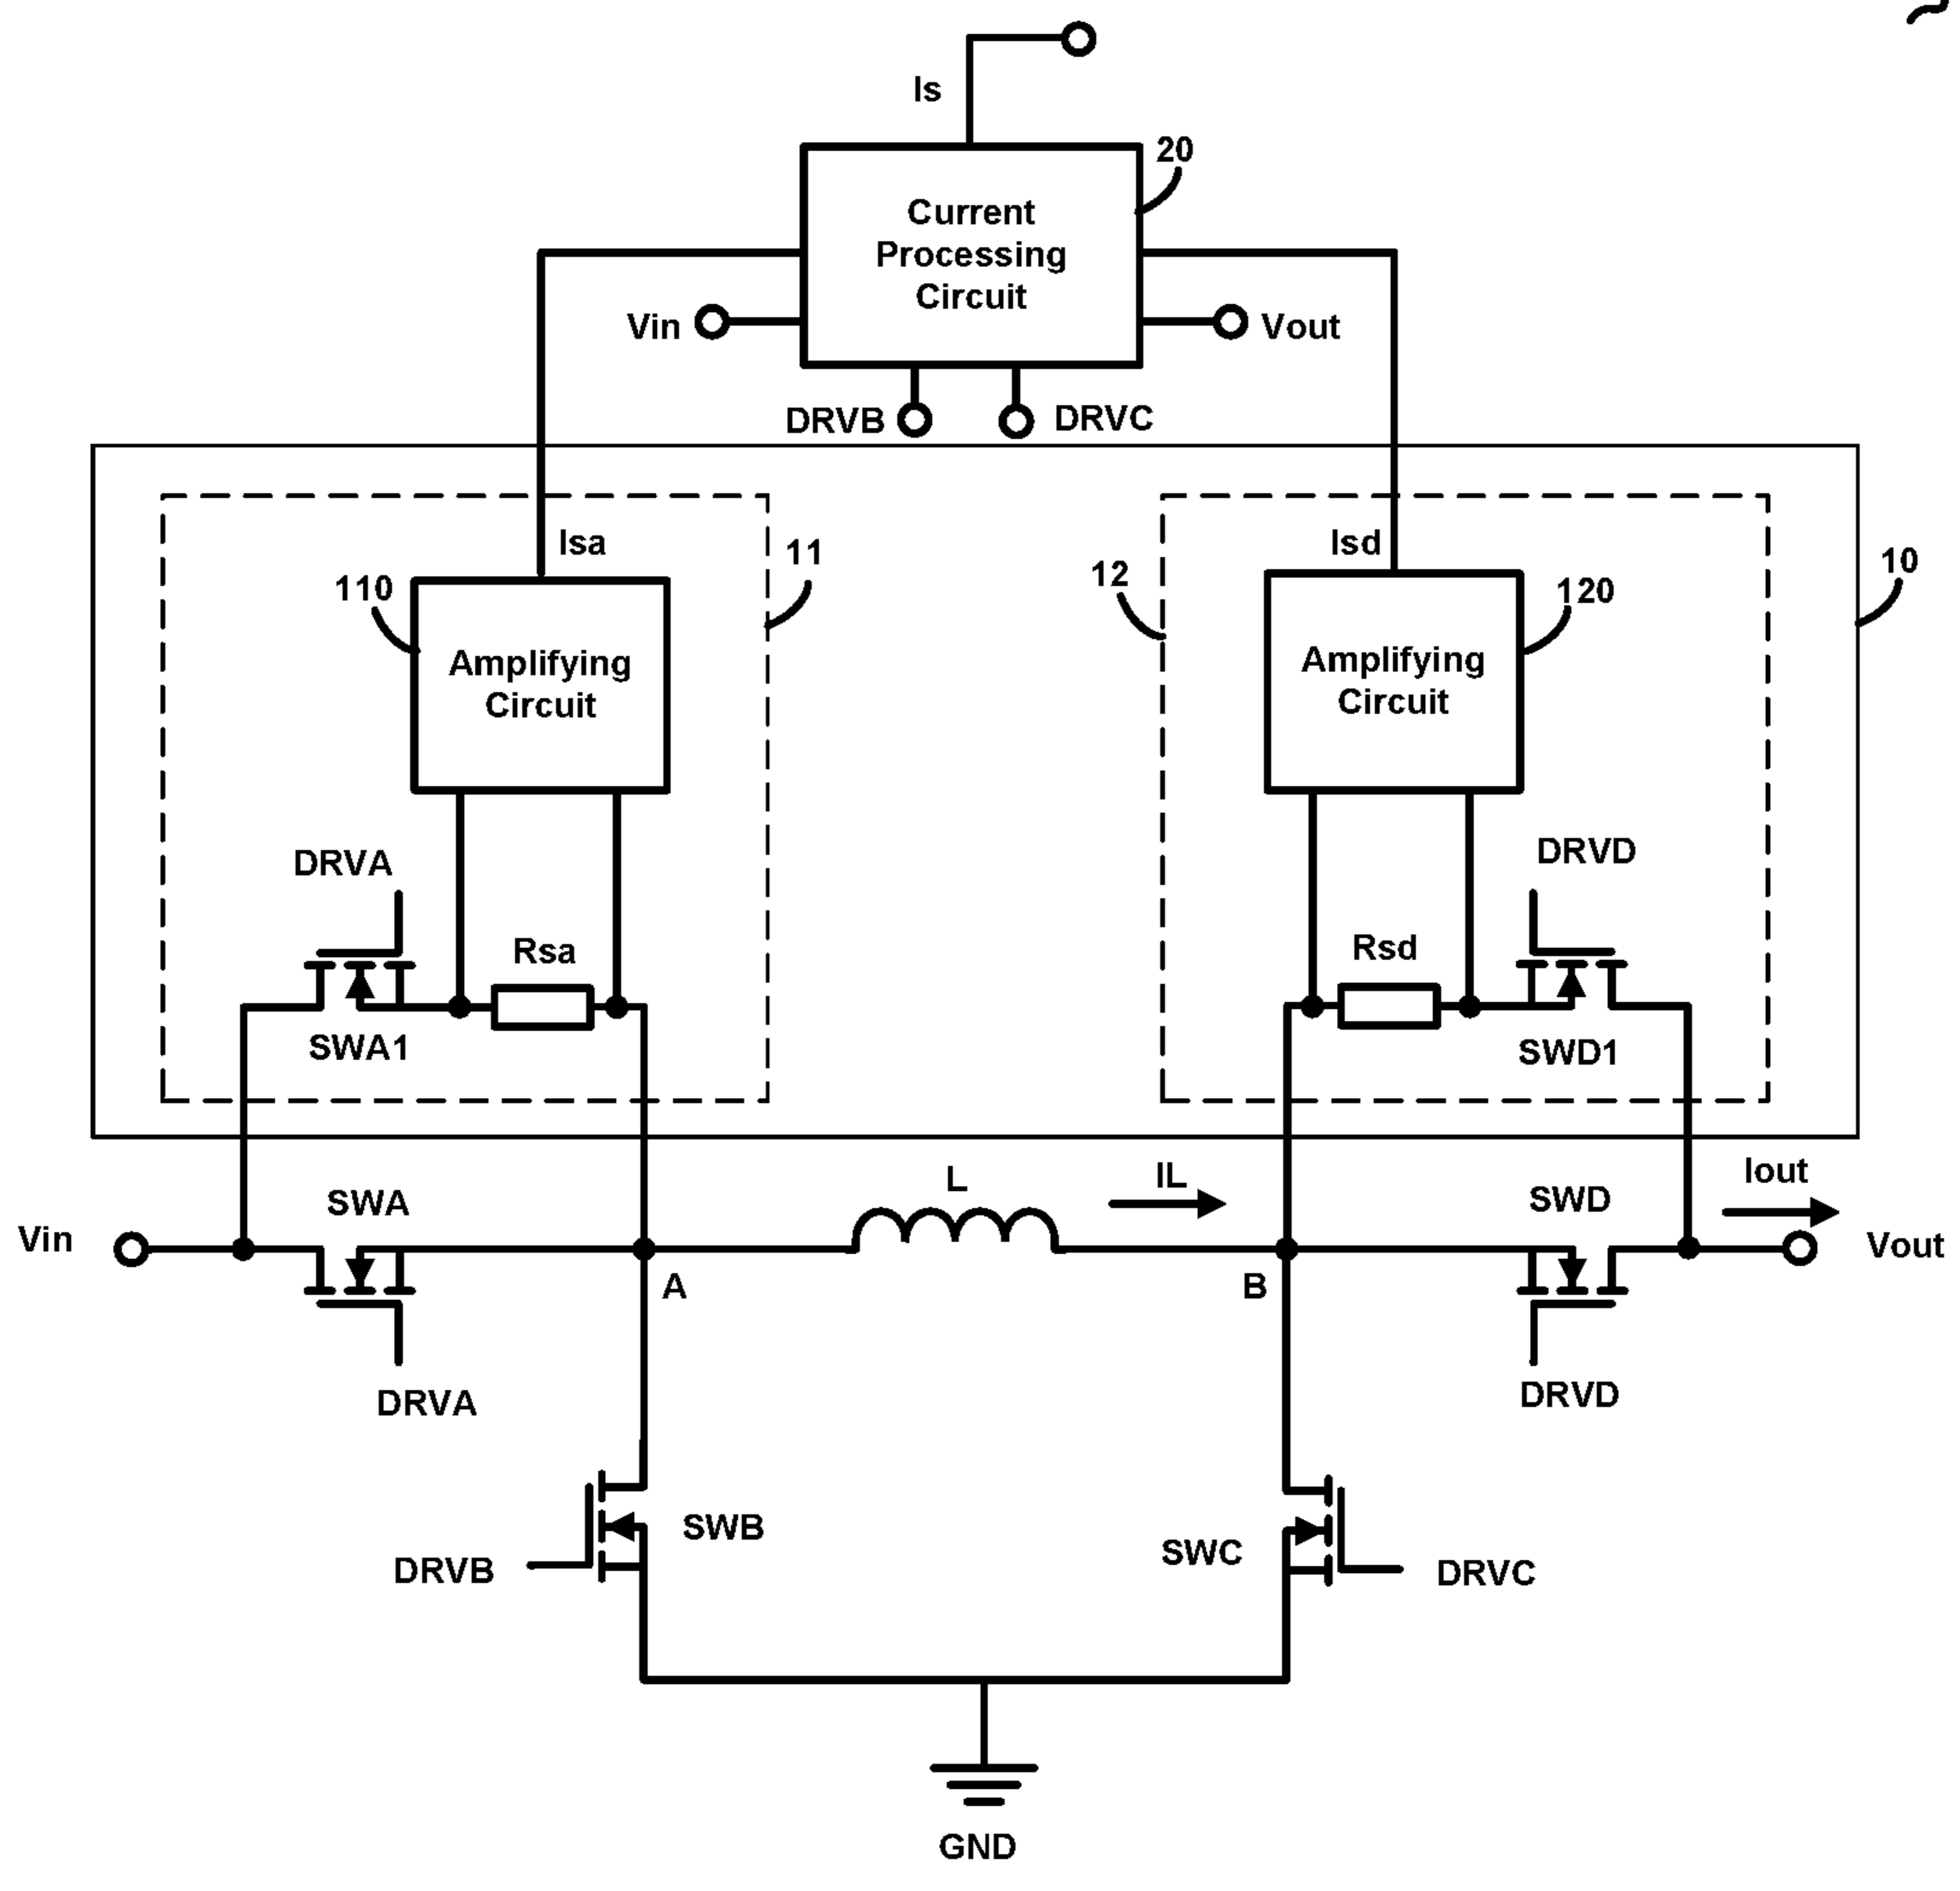 Is
20
Current
Processing
Circuit
Vin
Vout
DRVB
DRVC
Isa
11
Isd
12
10
110
120
Amplifying
Circuit
Amplifying
Circuit
DRVA
DRVD
Rsa
Rsd
SWA1
SWD1
L
IL
Iout
SWA
SWD
Vin
Vout
A
B
DRVA
DRVD
SWB
SWC
DRVB
DRVC
GND